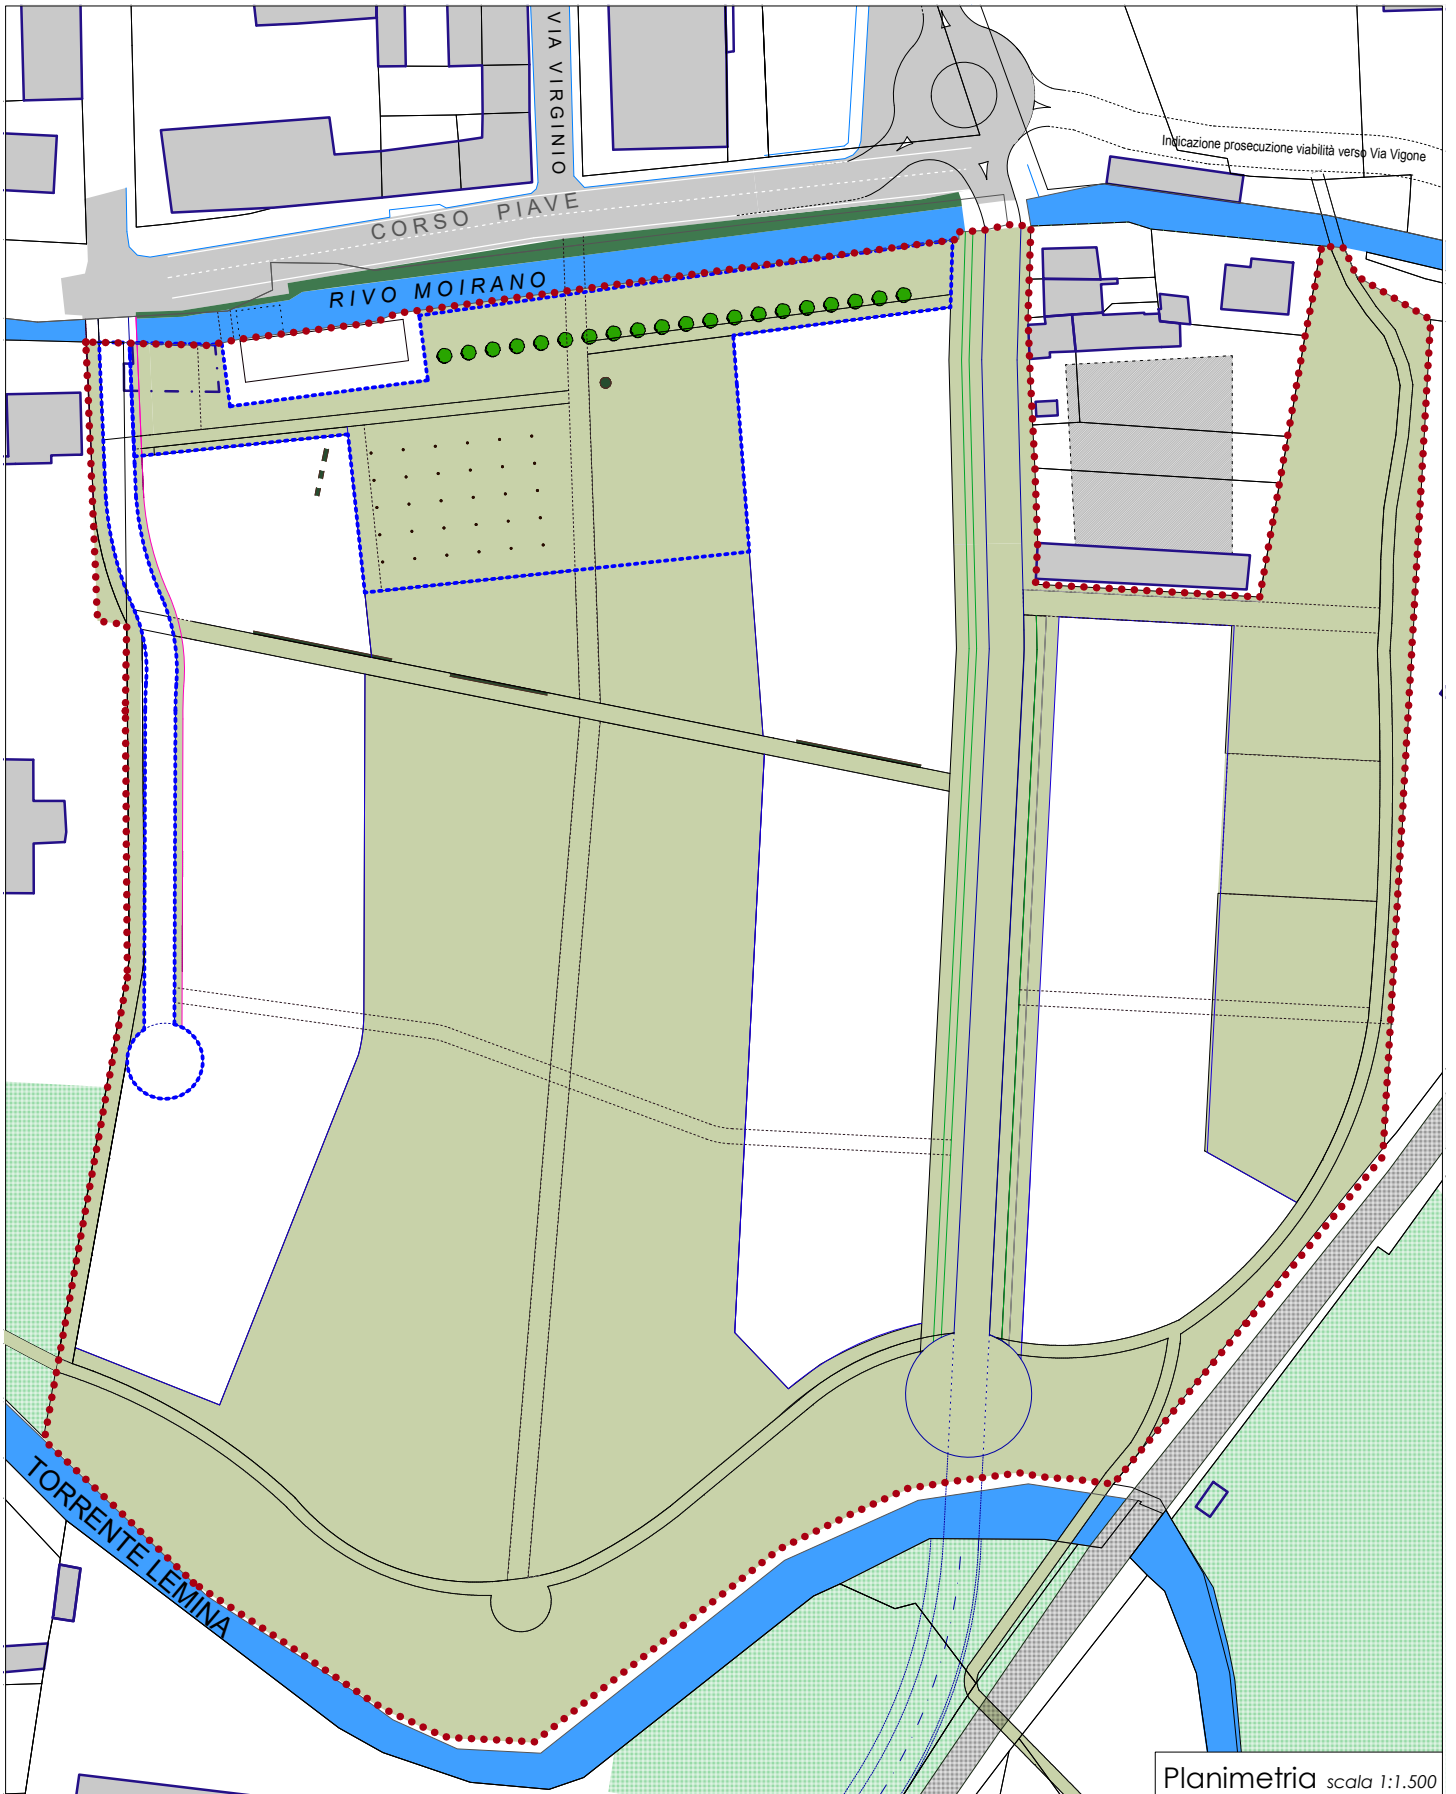 VIA VIRGINIO
Indicazione prosecuzione viabilità verso Via Vigone
CORSO PIAVE
RIVO MOIRANO
TORRENTE LEMINA
Planimetria scala 1:1.500